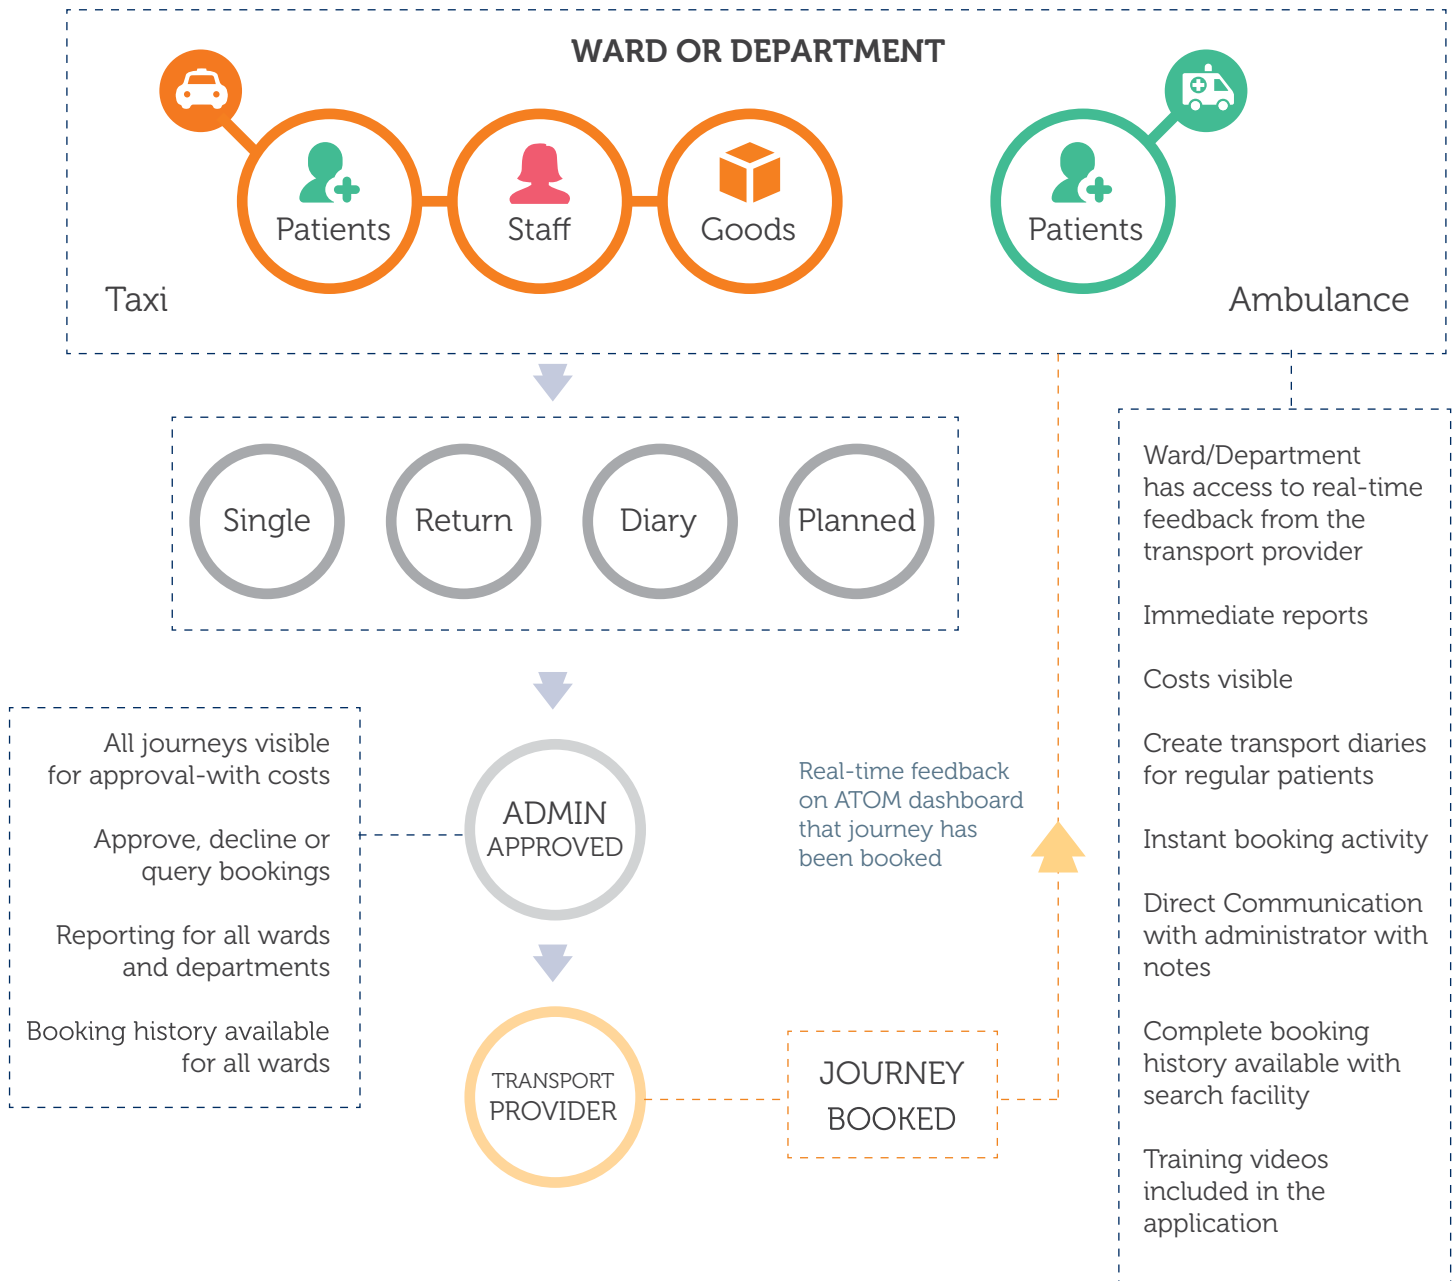 WARD OR DEPARTMENT
Patients
Staff
Goods
Patients
Taxi
Ambulance
Single
Return
Diary
Planned
Ward/Department
has access to real-time
feedback from the
transport provider
Immediate reports
Costs visible
Create transport diaries
for regular patients
Instant booking activity
Direct Communication
with administrator with
notes
Complete booking
history available with
search facility
Training videos
included in the
application
All journeys visible
for approval-with costs
Approve, decline or
query bookings
Reporting for all wards
and departments
Booking history available
for all wards
ADMIN
APPROVED
Real-time feedback
on ATOM dashboard
that journey has
been booked
TRANSPORT
PROVIDER
JOURNEY
BOOKED